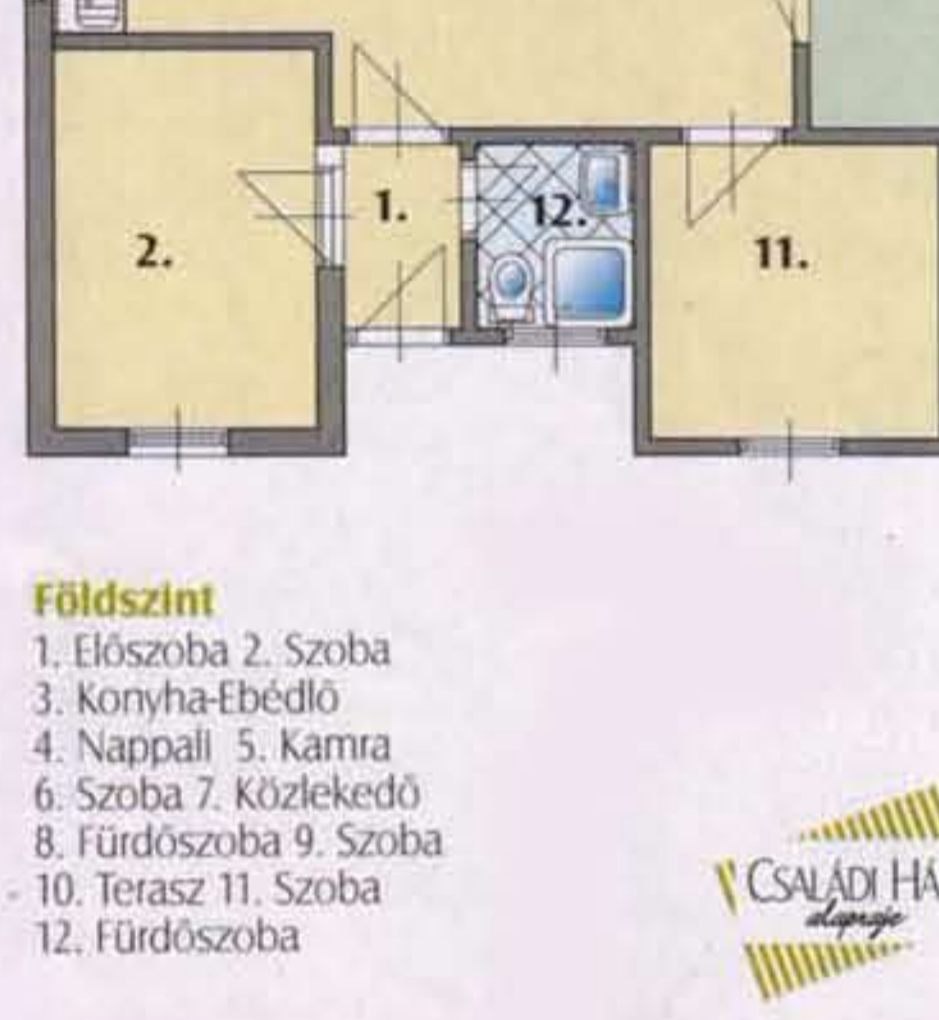 1.
12.
2.
11.
Földszint
1. Előszoba 2. Szoba
3. Konyha-Ebédlő
4. Nappali 5. Kamra
6. Szoba 7. Közlekedő
8. Fürdőszoba 9. Szoba
10. Terasz 11. Szoba
12. Fürdőszoba
CSALÁDI HÁ
alaprajz